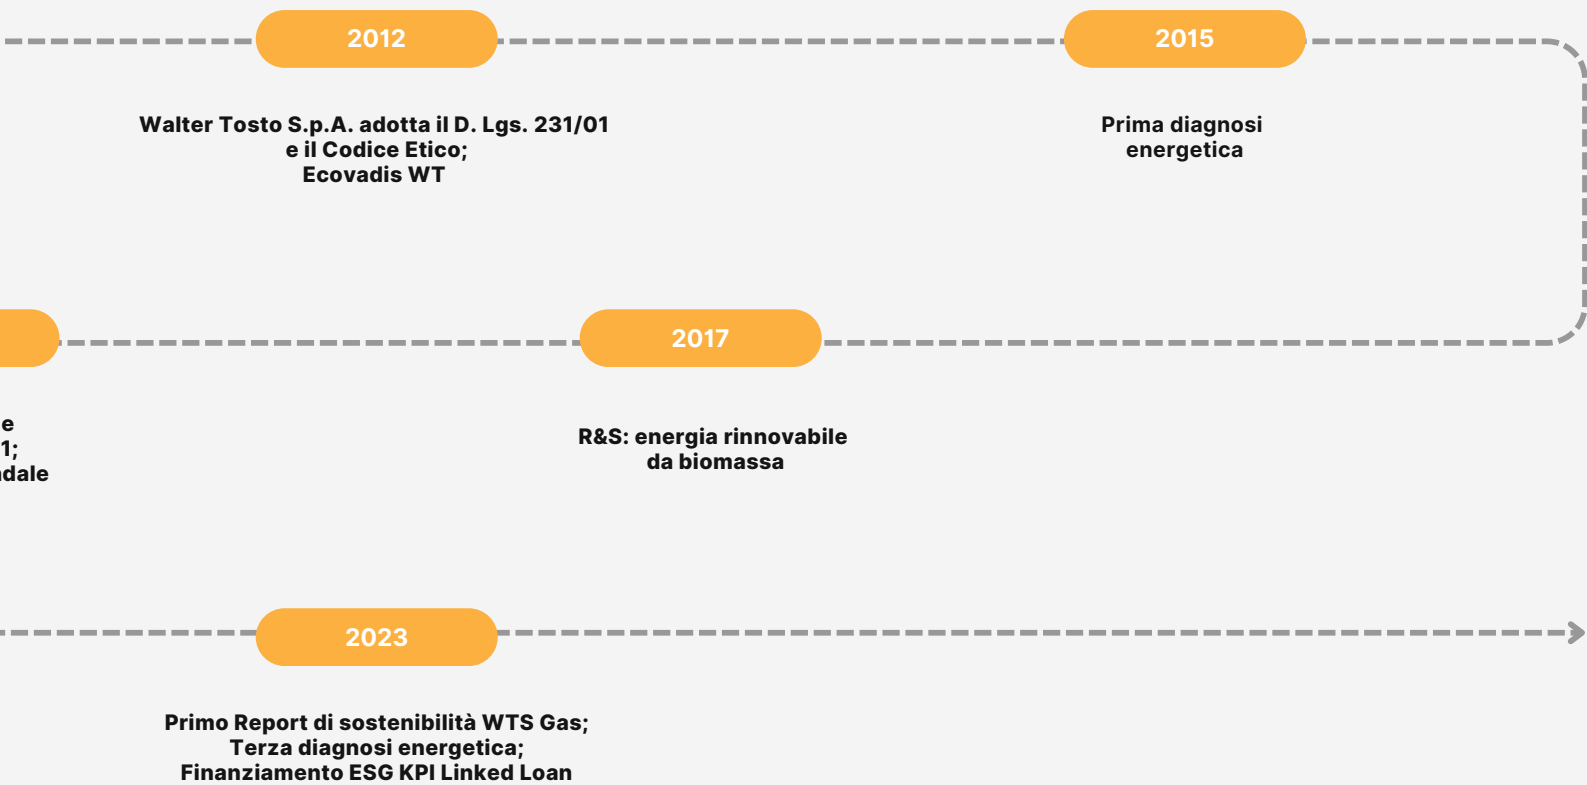 2012
2015
Walter Tosto S.p.A. adotta il D. Lgs. 231/01
e il Codice Etico;
Ecovadis WT
Prima diagnosi
energetica
2017
e
1;
R&S: energia rinnovabile
da biomassa
2023
Primo Report di sostenibilità WTS Gas;
Terza diagnosi energetica;
Finanziamento ESG KPI Linked Loan